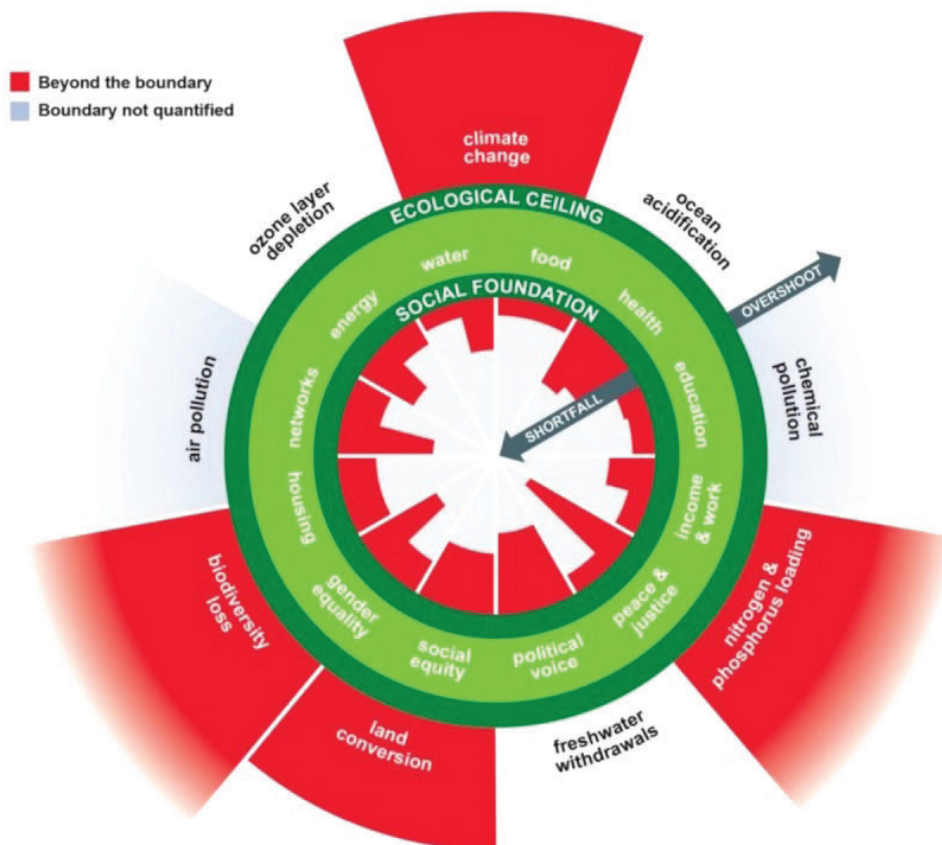 Beyond the boundary
Boundary not quantified
climate
change
ozone layer
depletion
ocean
acidification
ECOLOGICAL CEILING
OVERSHOOT
water
food
energy
health
SOCIAL FOUNDATION
air pollution
networks
SHORTFALL
education
chemical
pollution
housing
income
& work
biodiversity
loss
gender
equality
social
equity
political
voice
peace &
justice
nitrogen &
phosphorus loading
land
conversion
freshwater
withdrawals